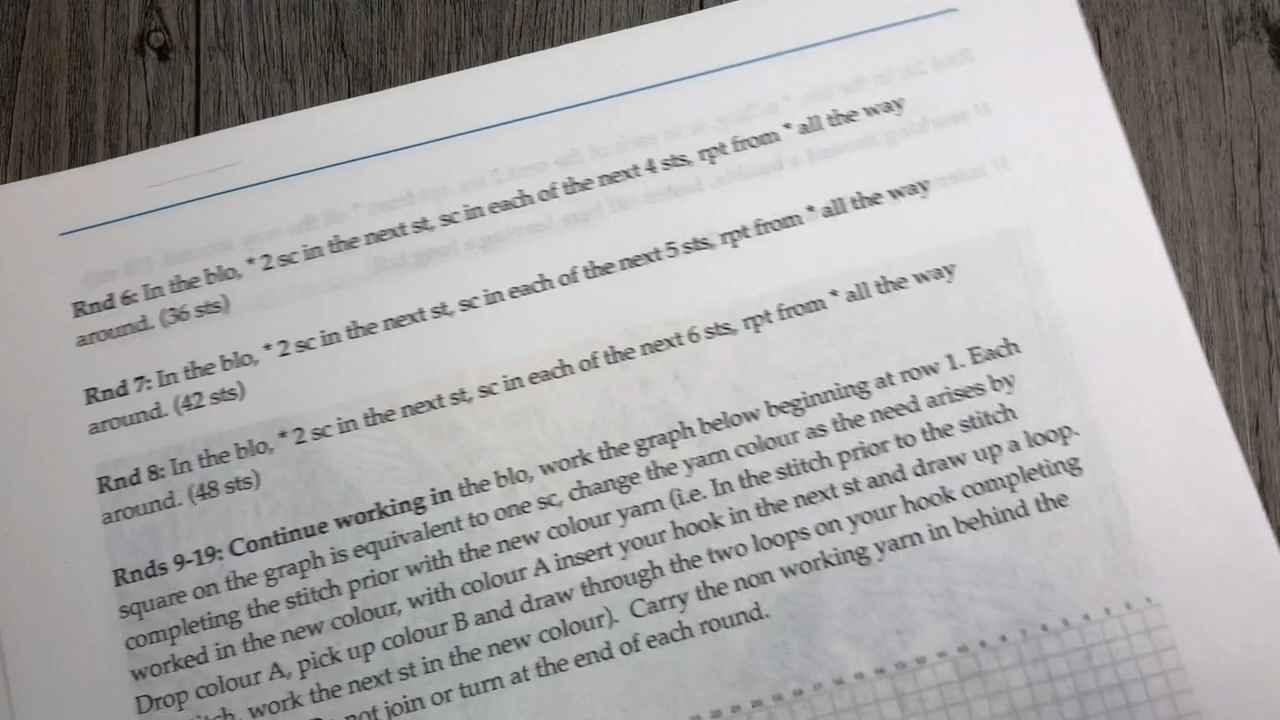 Rnd 6: In the blo, * 2 sc in the next st, sc in each of the next 4 sts, rpt from * all the way
around. (36 sts)
Rnd 7: In the blo, * 2 sc in the next st, sc in each of the next 5 sts, rpt from * all the way
around. (42 sts)
Rnd 8: In the blo, * 2 sc in the next st, sc in each of the next 6 sts, rpt from * all the way
around. (48 sts)
Rnds 9-19: Continue working in the blo, work the graph below beginning at row 1. Each
square on the graph is equivalent to one sc, change the yarn colour as the need arises by
completing the stitch prior with the new colour yarn (i.e. In the stitch prior to the stitch
worked in the new colour, with colour A insert your hook in the next st and draw up a loop.
Drop colour A, pick up colour B and draw through the two loops on your hook completing
work the next st in the new colour). Carry the non working yarn in behind the
not join or turn at the end of each round.